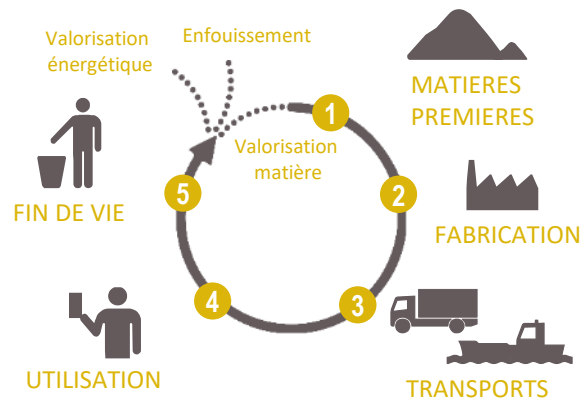 Valorisation
énergétique
Enfouissement
1
MATIERES
PREMIERES
Valorisation
matière
2
5
FIN DE VIE
FABRICATION
4
3
UTILISATION
TRANSPORTS